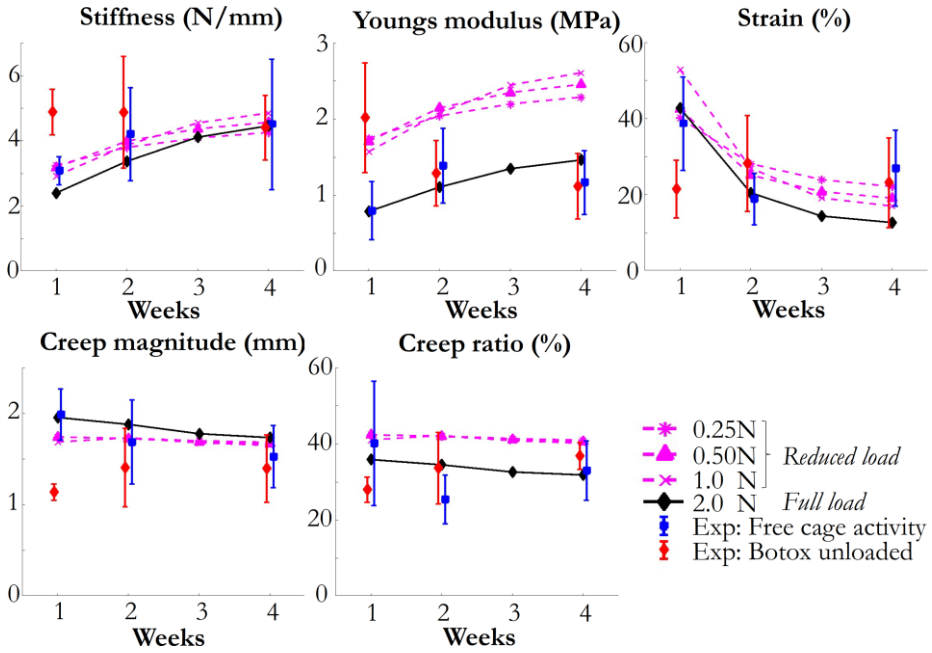 Stiffness (N/mm)
6
4
2
0
1 2 3 4
Weeks
Youngs modulus (MPa)
3
2
1
0
1 2 3 4
Weeks
Strain (%)
60
40
20
0
1 2 3 4
Weeks
Creep magnitude (mm)
2
1
0
1 2 3 4
Weeks
Creep ratio (%)
60
40
20
0
1 2 3 4
Weeks
0.25N
0.50N Reduced load
1.0 N
2.0 N Full load
Exp: Free cage activity
Exp: Botox unloaded